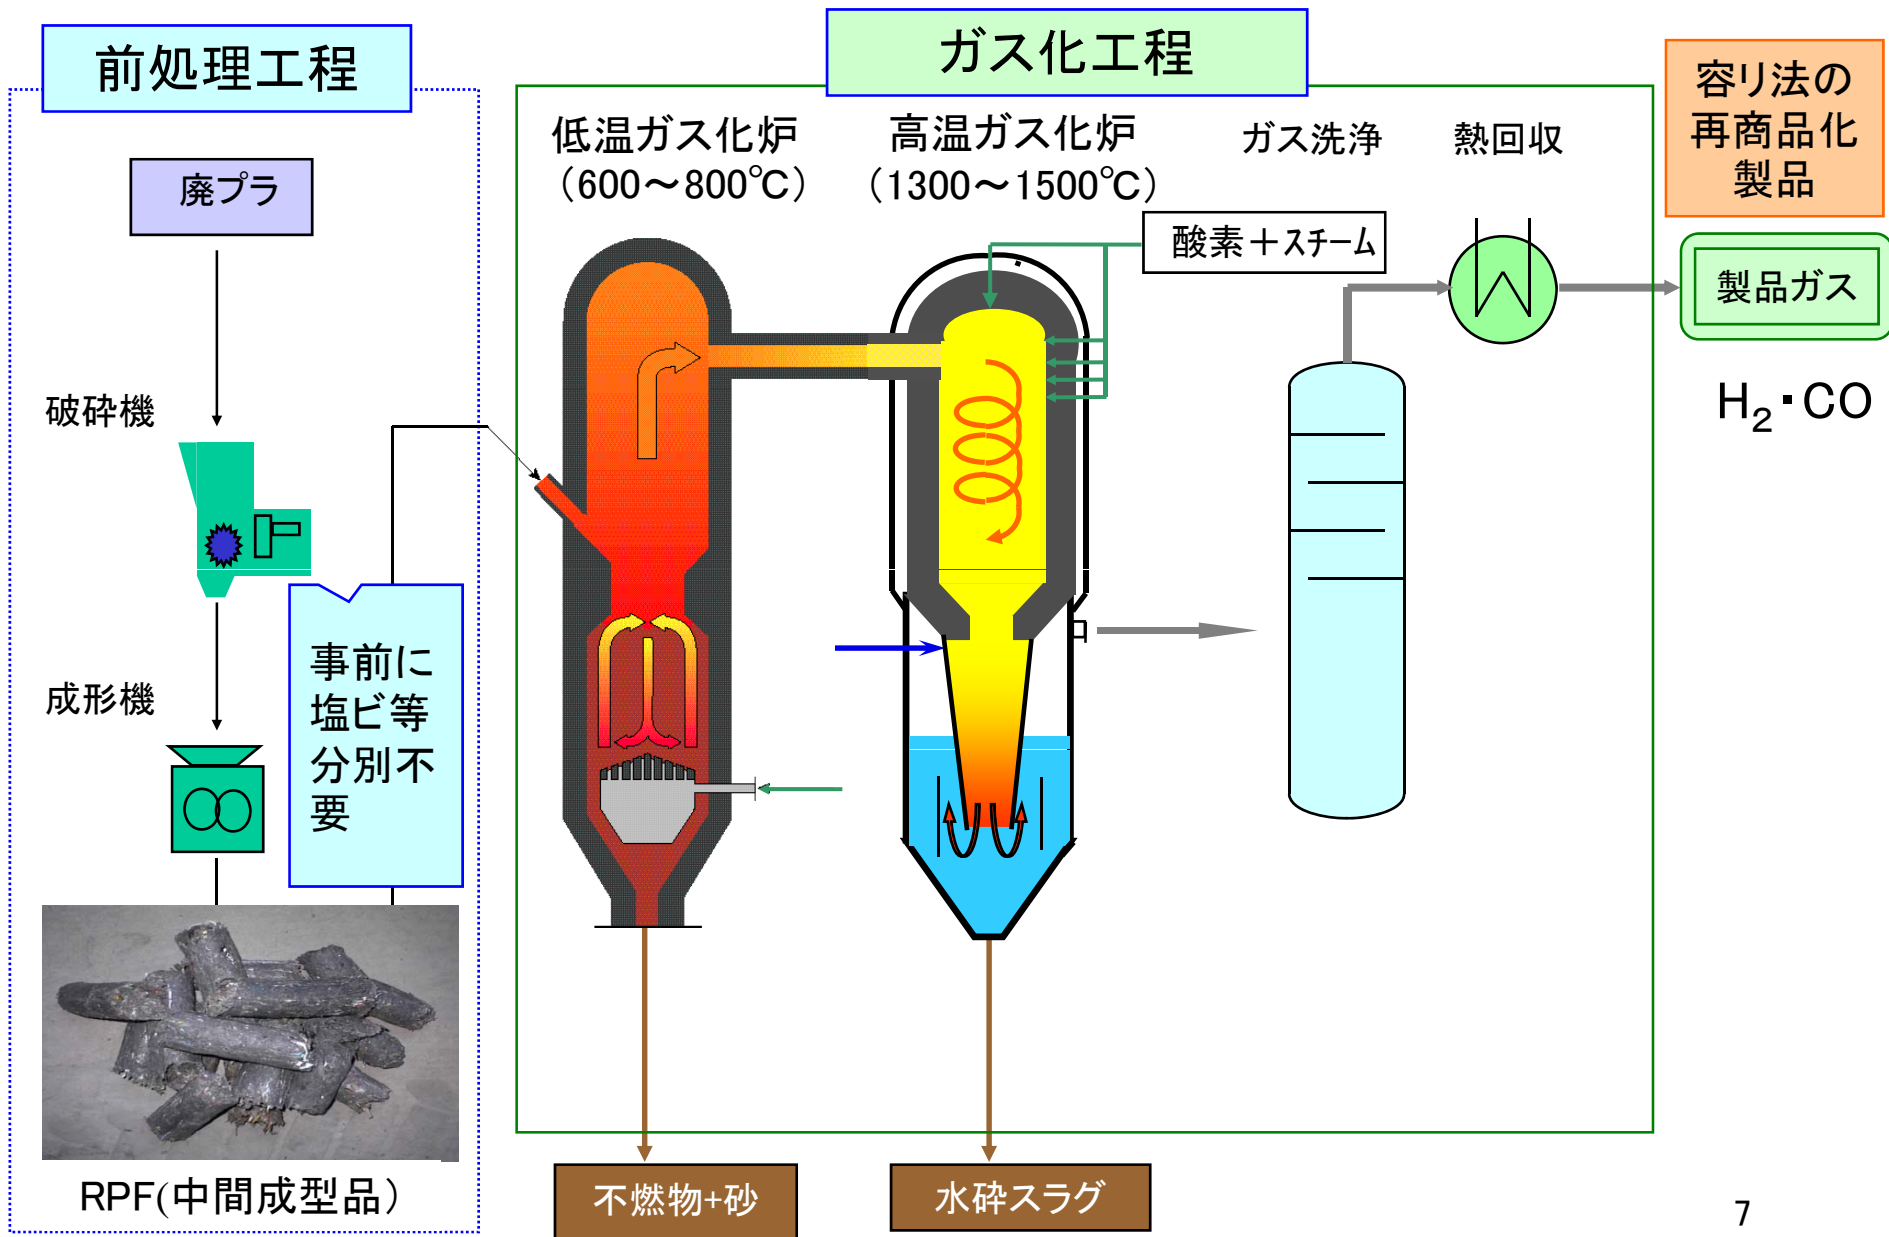 前処理工程
廃プラ
破砕機
成形機
事前に
塩ビ等
分別不
要
RPF(中間成型品）
ガス化工程
低温ガス化炉
（600～800℃）
高温ガス化炉
（1300～1500℃）
ガス洗浄
熱回収
酸素＋スチーム
不燃物+砂
水砕スラグ
容リ法の
再商品化
製品
製品ガス
H₂・CO
7